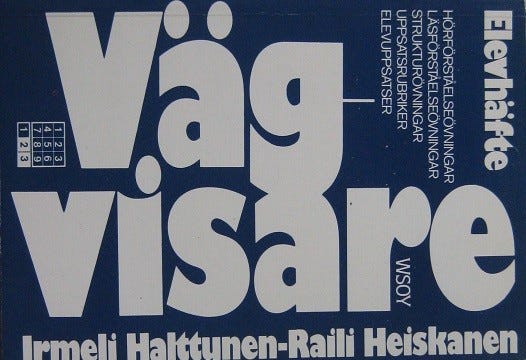 Väg-
visare
Elevhäfte
HÖRFÖRSTÅELSEÖVNINGAR
LÄSFÖRSTÅELSEÖVNINGAR
STRUKTURÖVNINGAR
UPPSATSRUBRIKER
ELEVUPPSATSER
1 2 3
4 5 6
7 8 9
1 2 3
WSOY
Irmeli Halttunen-Raili Heiskanen